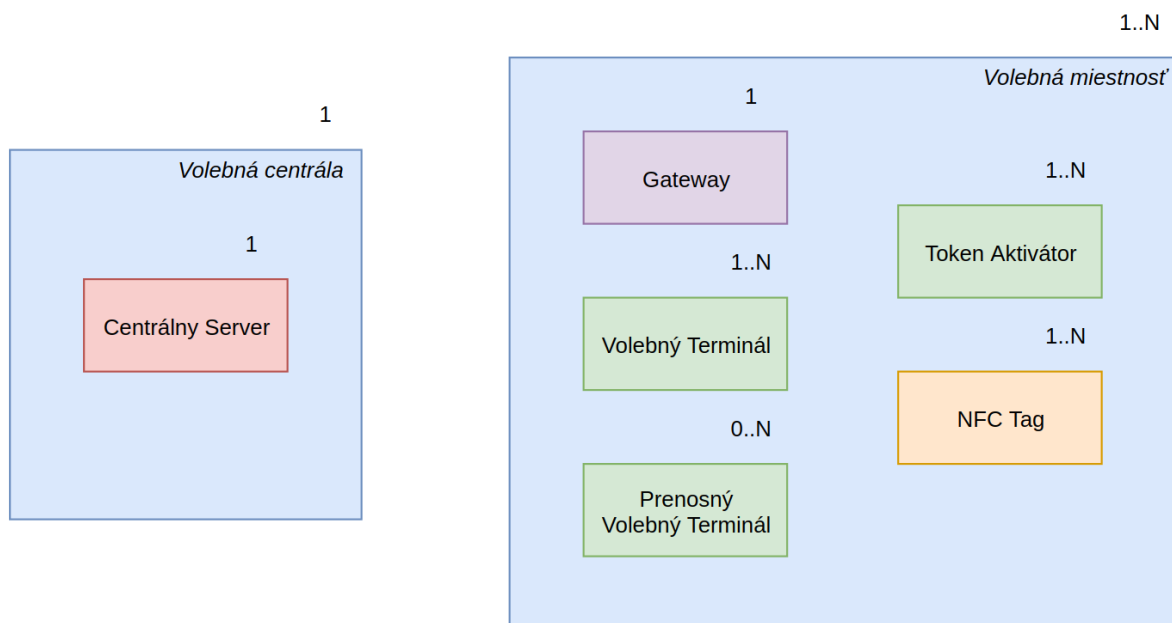 1
Volebná centrála
1
Centrálny Server
1..N
Volebná miestnosť
1
Gateway
1..N
Volebný Terminál
0..N
Prenosný
Volebný Terminál
1..N
Token Aktivátor
1..N
NFC Tag